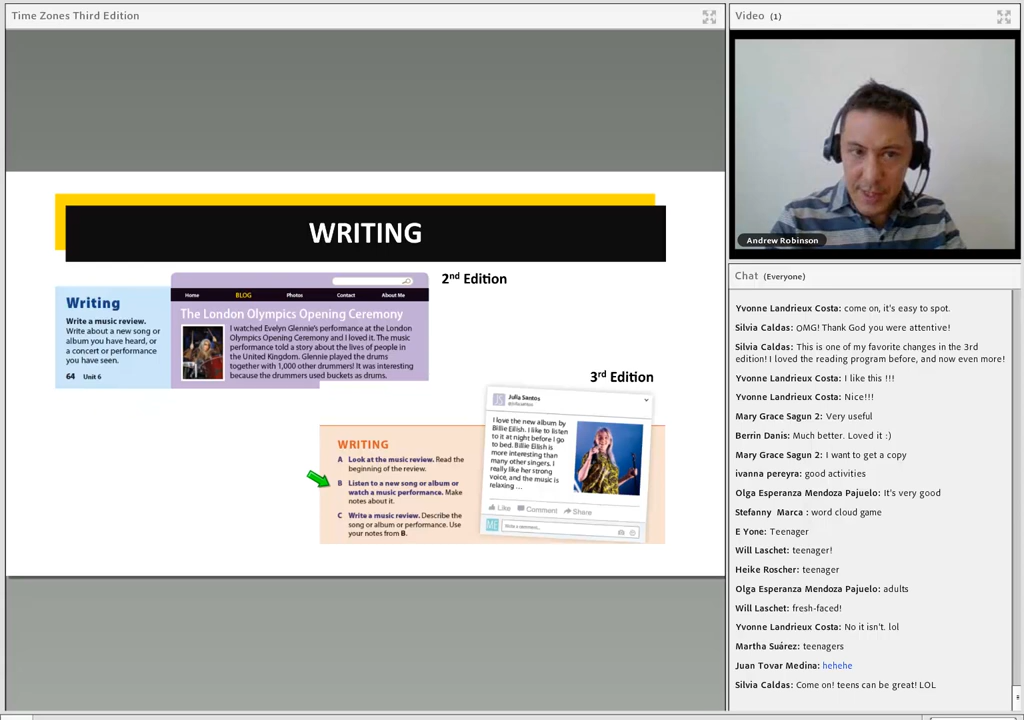 Time Zones Third Edition
WRITING
2nd Edition
Writing
Write a music review.
Write about a new song or
album you have heard, or
a concert or performance
you have seen.
64 Unit 6
Home BLOG Photos Contact About Me
The London Olympics Opening Ceremony
I watched Evelyn Glennie's performance at the London
Olympics Opening Ceremony and I loved it. The music
performance told a story about the lives of people in
the United Kingdom. Glennie played the drums
together with 1,000 other drummers! It was interesting
because the drummers used buckets as drums.
3rd Edition
WRITING
A Look at the music review. Read the
beginning of the review.
B Listen to a new song or album or
watch a music performance. Make
notes about it.
C Write a music review. Describe the
song or album or performance. Use
your notes from B.
JS Julia Santos
I love the new album by
Billie Eilish. I like to listen
to it at night before I go
to bed. Billie Eilish is
more interesting than
many other singers. I
really like her strong
voice, and the music is
relaxing ...
Like Comment Share
ME Write a comment...
Video (1)
Andrew Robinson
Chat (Everyone)
Yvonne Landrieux Costa: come on, it's easy to spot.
Silvia Caldas: OMG! Thank God you were attentive!
Silvia Caldas: This is one of my favorite changes in the 3rd
edition! I loved the reading program before, and now even more!
Yvonne Landrieux Costa: I like this !!!
Yvonne Landrieux Costa: Nice!!!
Mary Grace Sagun 2: Very useful
Berrin Danis: Much better. Loved it :)
Mary Grace Sagun 2: I want to get a copy
ivanna pereyra: good activities
Olga Esperanza Mendoza Pajuelo: It's very good
Stefanny Marca : word cloud game
E Yone: Teenager
Will Laschet: teenager!
Heike Roscher: teenager
Olga Esperanza Mendoza Pajuelo: adults
Will Laschet: fresh-faced!
Yvonne Landrieux Costa: No it isn't. lol
Martha Suárez: teenagers
Juan Tovar Medina: hehehe
Silvia Caldas: Come on! teens can be great! LOL